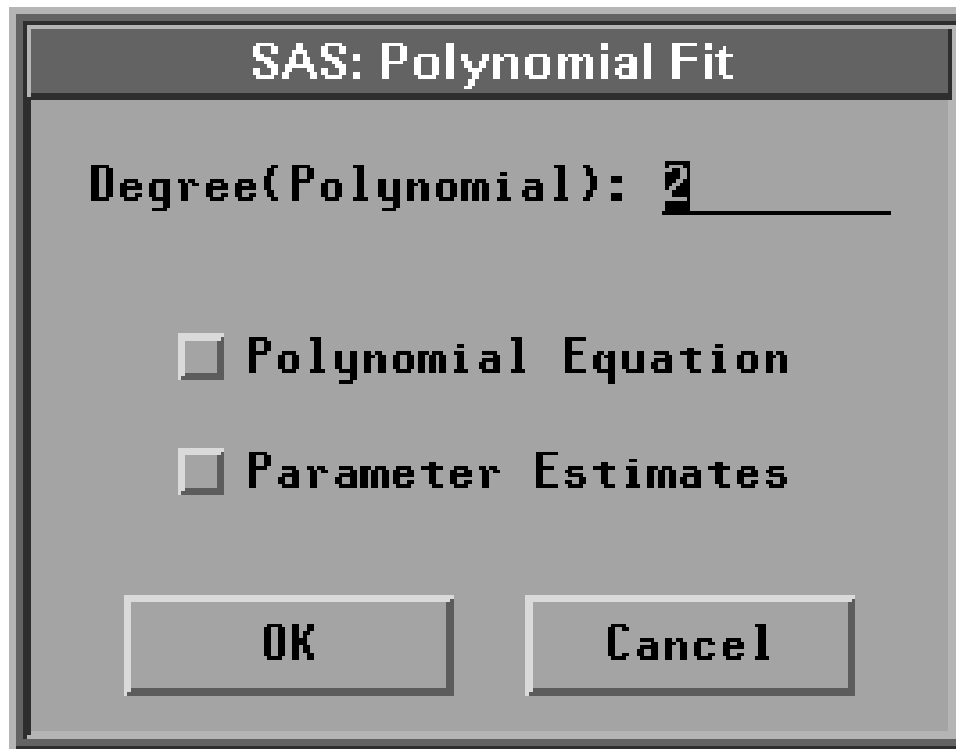 SAS: Polynomial Fit
Degree(Polynomial): 2
Polynomial Equation
Parameter Estimates
OK Cancel